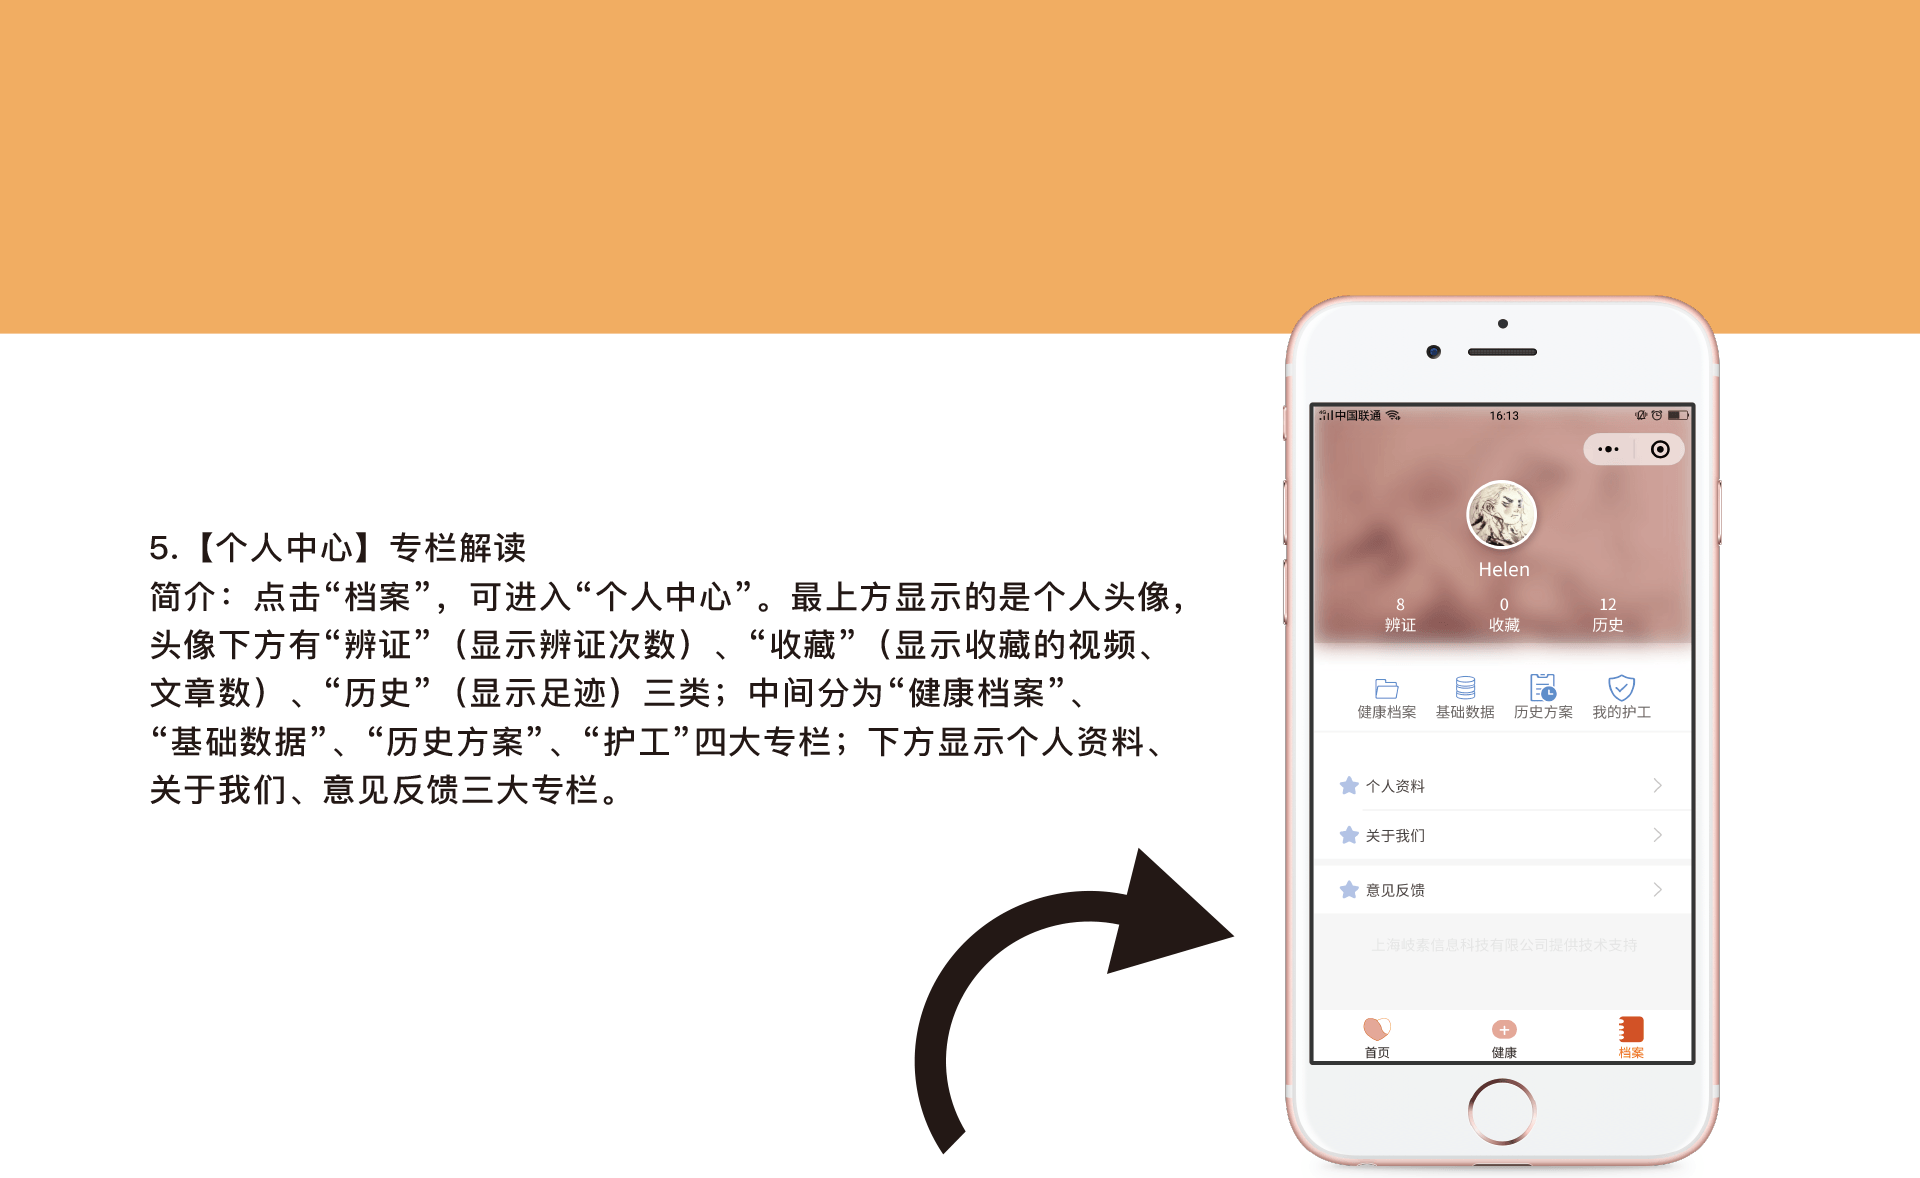 5.【个人中心】专栏解读
简介：点击“档案”，可进入“个人中心”。最上方显示的是个人头像，
头像下方有“辨证”（显示辨证次数）、“收藏”（显示收藏的视频、
文章数）、“历史”（显示足迹）三类；中间分为“健康档案”、
“基础数据”、“历史方案”、“护工”四大专栏；下方显示个人资料、
关于我们、意见反馈三大专栏。
4G 中国联通 16:13
Helen
8 0 12
辨证 收藏 历史
健康档案 基础数据 历史方案 我的护工
个人资料
关于我们
意见反馈
上海岐素信息科技有限公司提供技术支持
首页 健康 档案